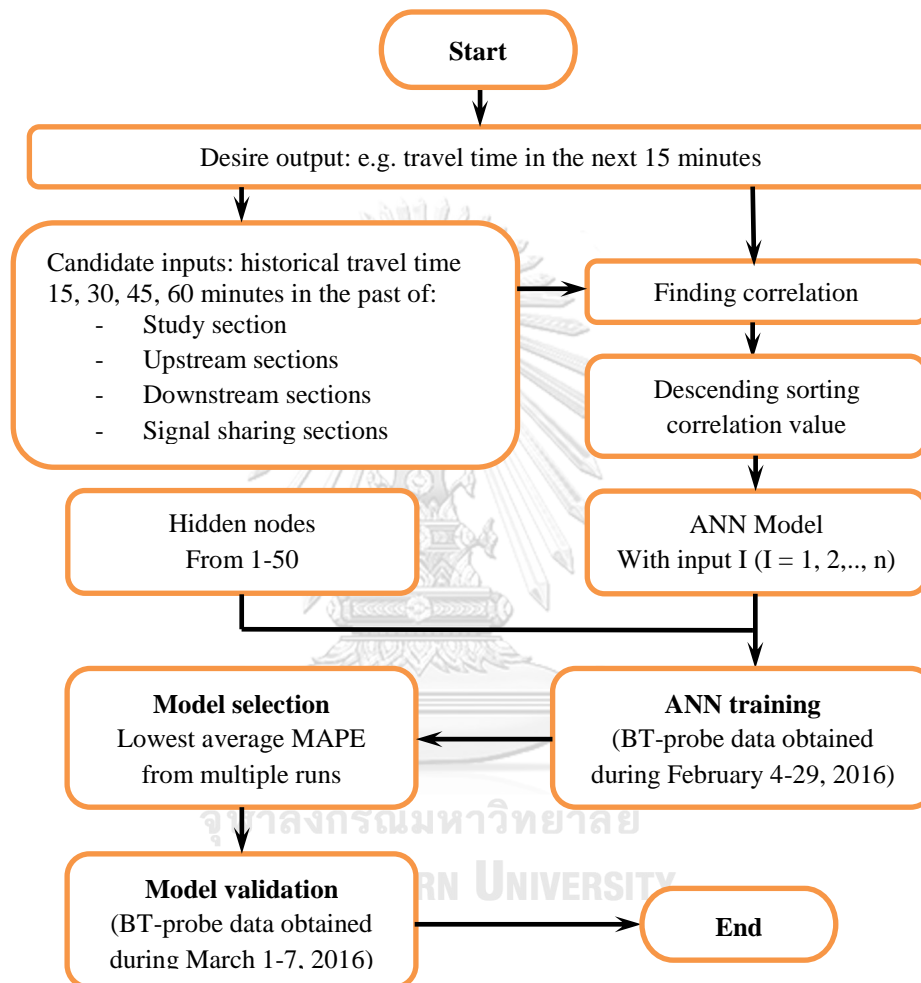 Start
Desire output: e.g. travel time in the next 15 minutes
Candidate inputs: historical travel time
15, 30, 45, 60 minutes in the past of:
- Study section
- Upstream sections
- Downstream sections
- Signal sharing sections
Finding correlation
Descending sorting
correlation value
Hidden nodes
From 1-50
ANN Model
With input I (I = 1, 2,.., n)
Model selection
Lowest average MAPE
from multiple runs
ANN training
(BT-probe data obtained
during February 4-29, 2016)
จุฬาลงกรณ์มหาวิทยาลัย
UNIVERSITY
Model validation
(BT-probe data obtained
during March 1-7, 2016)
End